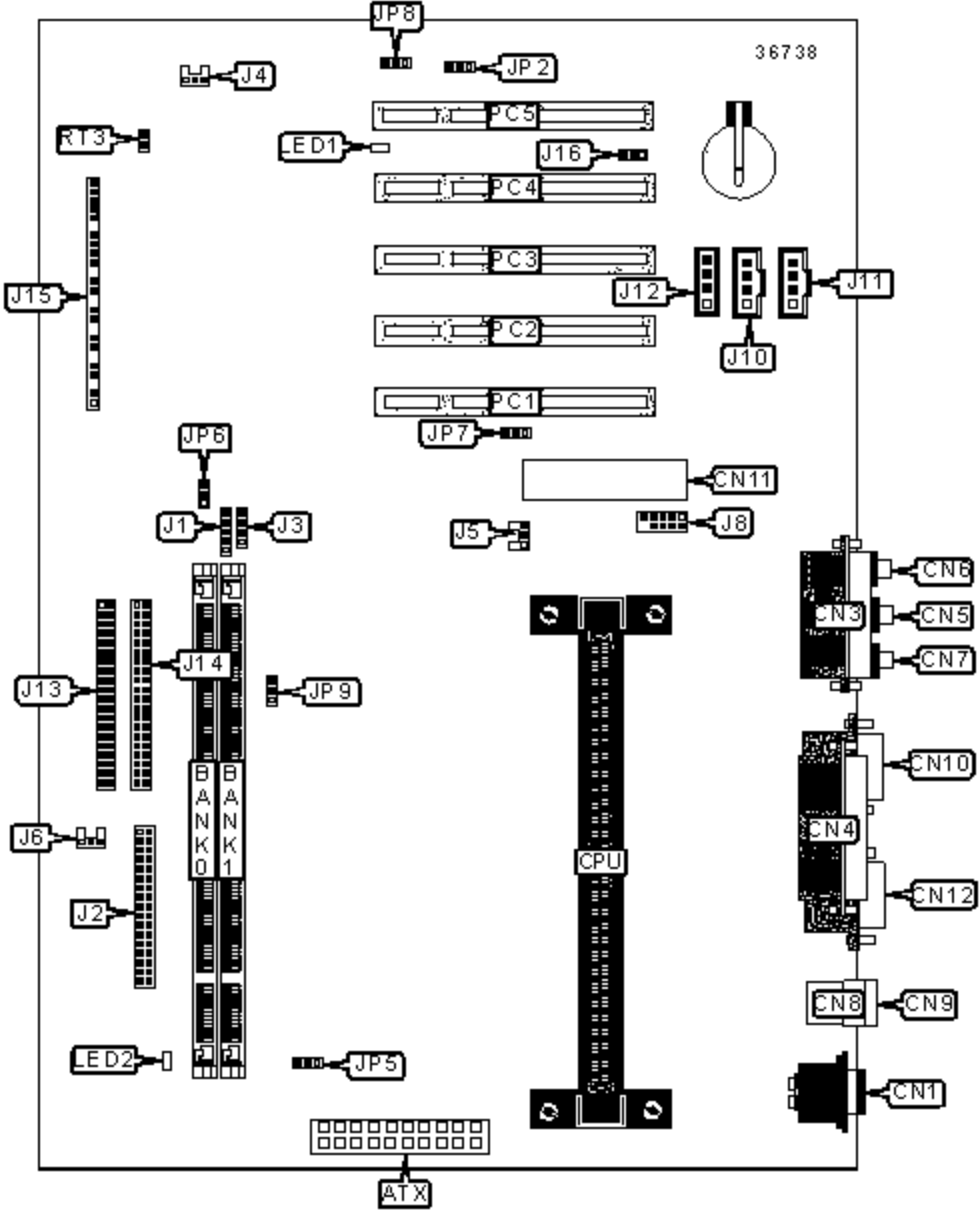 JP8
36738
J4
JP2
PC5
RT3
LED1
J16
PC4
PC3
J15
J12
J11
PC2
J10
PC1
JP7
JP6
CN11
J1
J3
J5
J8
CN6
CN3
CN5
J14
CN7
J13
JP9
CN10
BANK0
BANK1
J6
CN4
CPU
J2
CN12
CN8
CN9
LED2
JP5
CN1
ATX